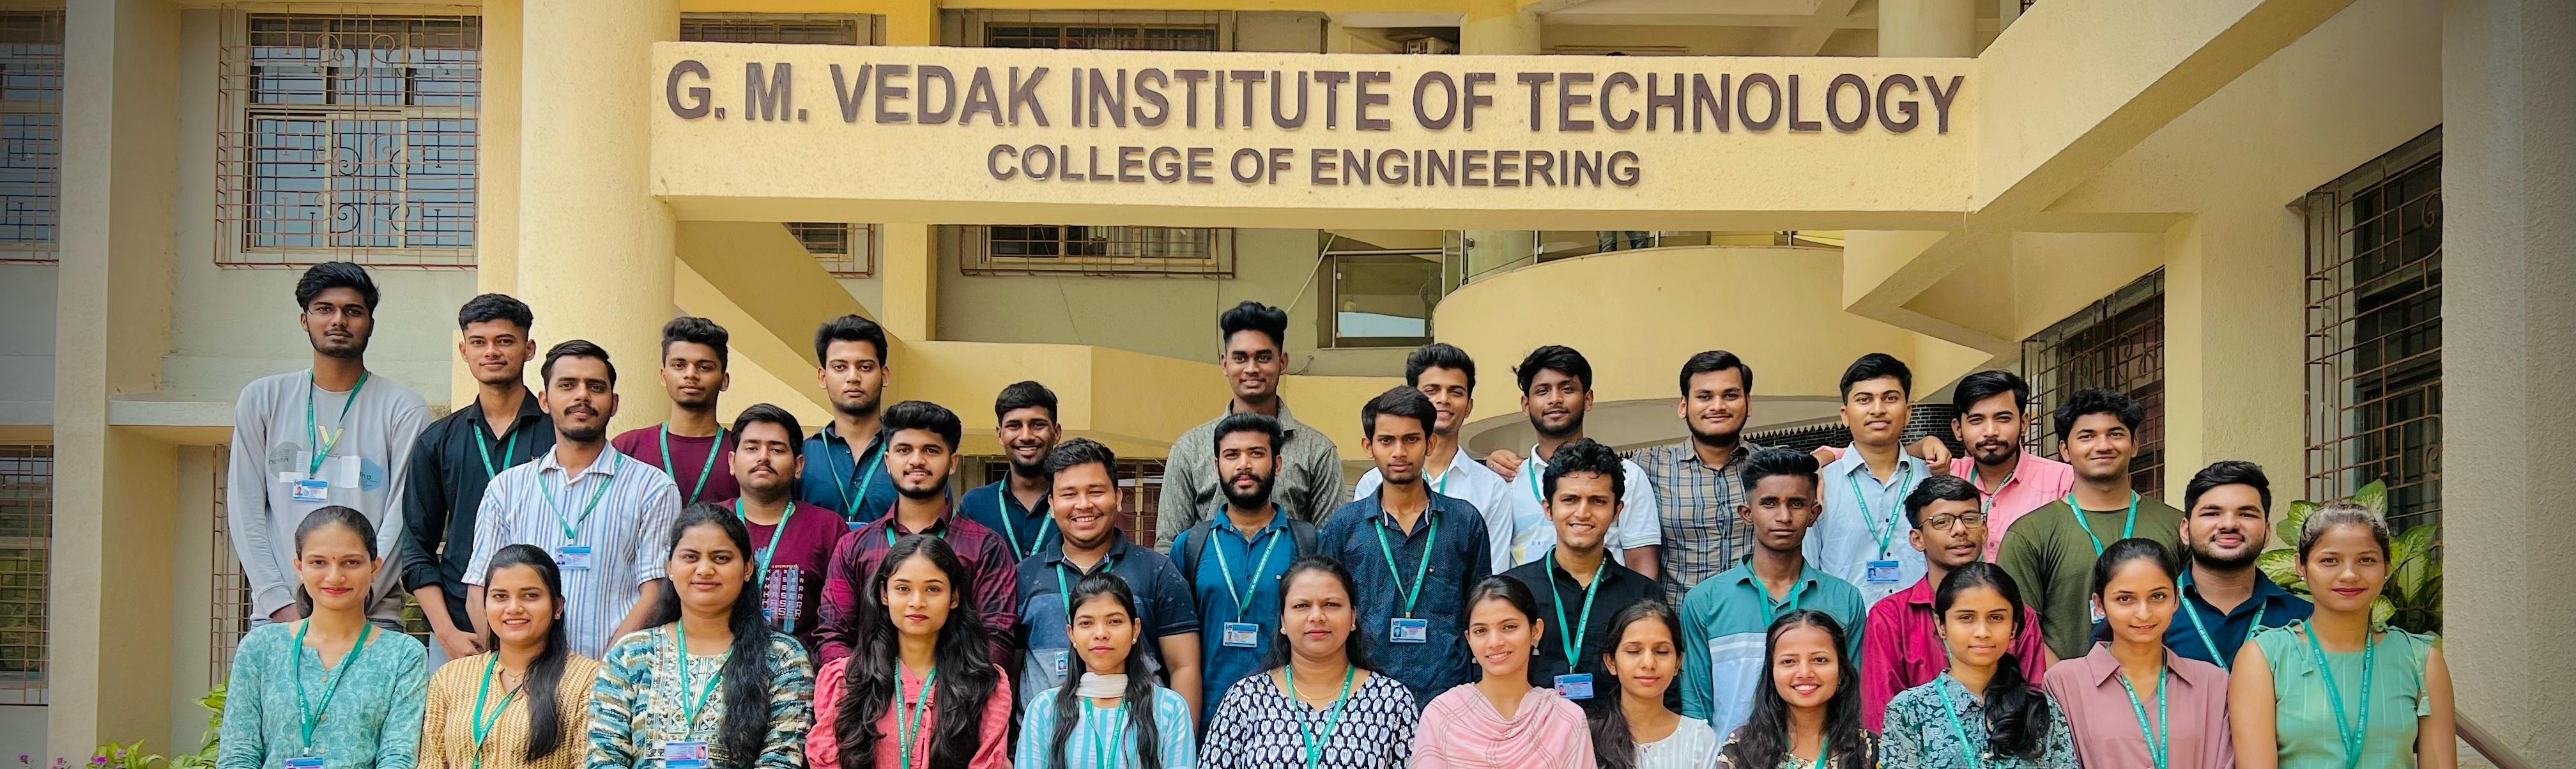 G. M. VEDAK INSTITUTE OF TECHNOLOGY
COLLEGE OF ENGINEERING